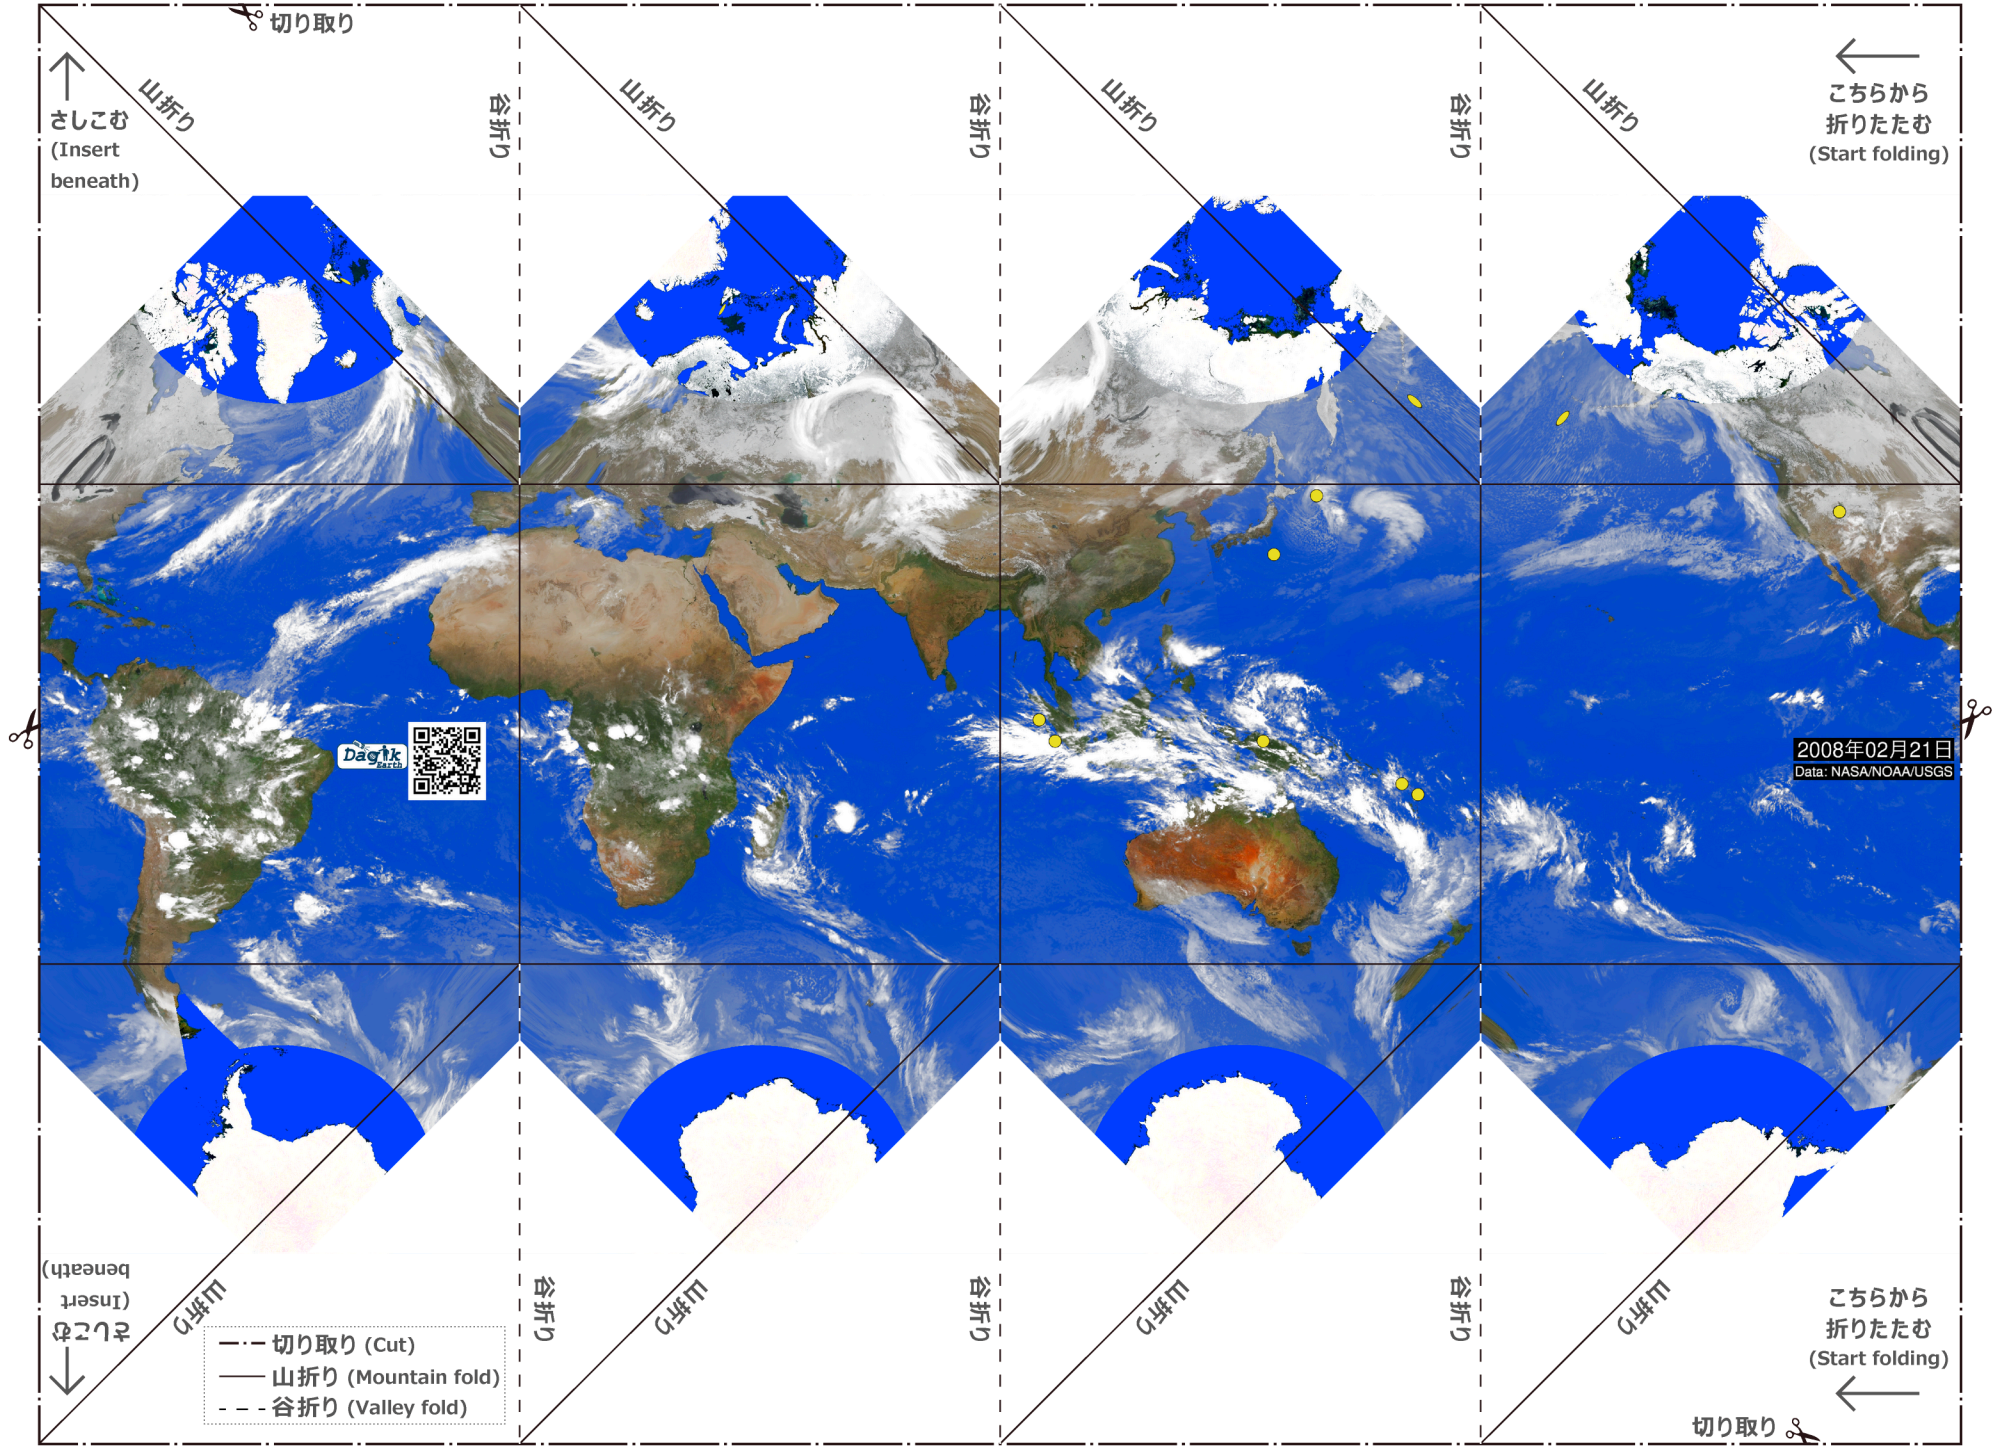 切り取り
さしこむ
(Insert
beneath)
山折り
谷折り
山折り
谷折り
山折り
谷折り
山折り
こちらから
折りたたむ
(Start folding)
Dagik
Earth
2008年02月21日
Data: NASA/NOAA/USGS
さしこむ
(Insert
beneath)
山折り
谷折り
山折り
谷折り
山折り
谷折り
山折り
こちらから
折りたたむ
(Start folding)
切り取り (Cut)
山折り (Mountain fold)
谷折り (Valley fold)
切り取り